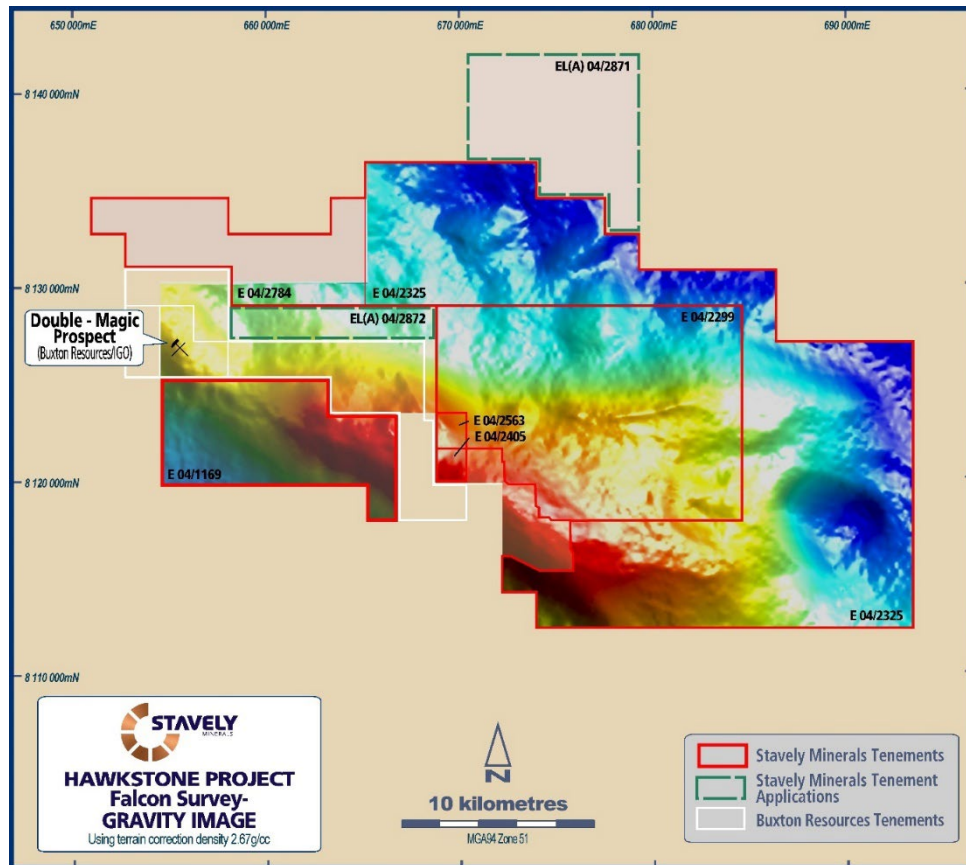 650 000mE
660 000mE
670 000mE
680 000mE
690 000mE
8 140 000mN
8 130 000mN
8 120 000mN
8 110 000mN
EL(A) 04/2871
E 04/2784
E 04/2325
E 04/2299
EL(A) 04/2872
Double - Magic
Prospect
(Buxton Resources/IGO)
E 04/2563
E 04/2405
E 04/1169
E 04/2325
STAVELY
MINERALS
HAWKSTONE PROJECT
Falcon Survey-
GRAVITY IMAGE
Using terrain correction density 2.67g/cc
N
10 kilometres
MGA94 Zone 51
Stavely Minerals Tenements
Stavely Minerals Tenement
Applications
Buxton Resources Tenements